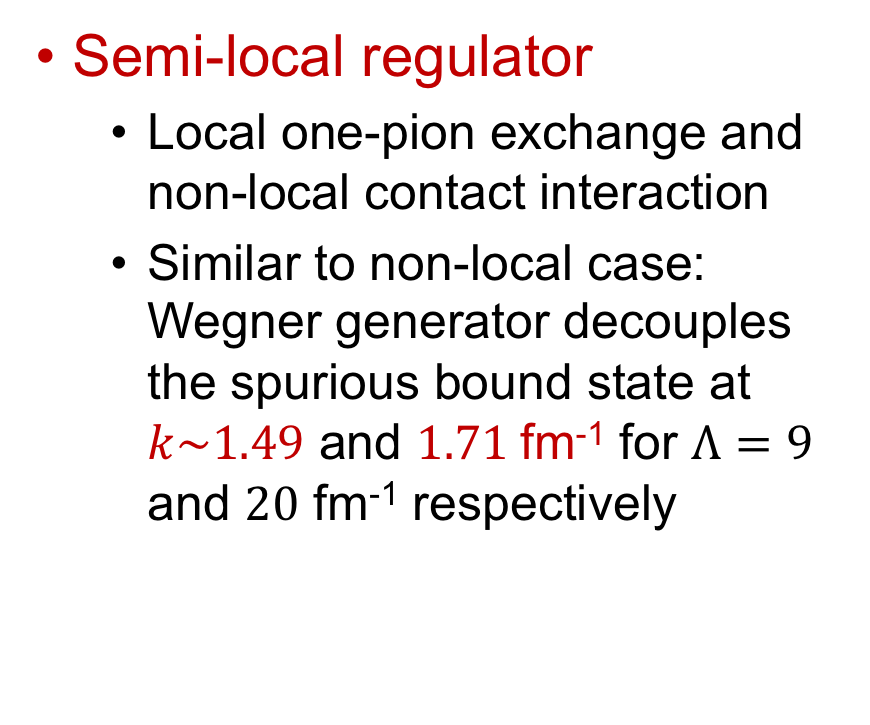 • Semi-local regulator
• Local one-pion exchange and
non-local contact interaction
• Similar to non-local case:
Wegner generator decouples
the spurious bound state at
𝑘~1.49 and 1.71 fm⁻¹ for Λ = 9
and 20 fm⁻¹ respectively